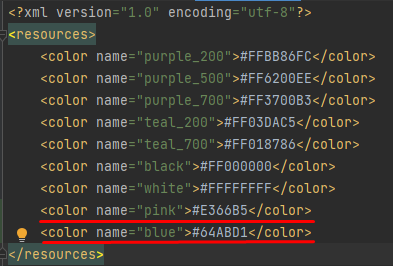 <?xml version="1.0" encoding="utf-8"?>
<resources>
<color name="purple_200">#FFBB86FC</color>
<color name="purple_500">#FF6200EE</color>
<color name="purple_700">#FF3700B3</color>
<color name="teal_200">#FF03DAC5</color>
<color name="teal_700">#FF018786</color>
<color name="black">#FF000000</color>
<color name="white">#FFFFFFFF</color>
<color name="pink">#E366B5</color>
<color name="blue">#64ABD1</color>
</resources>